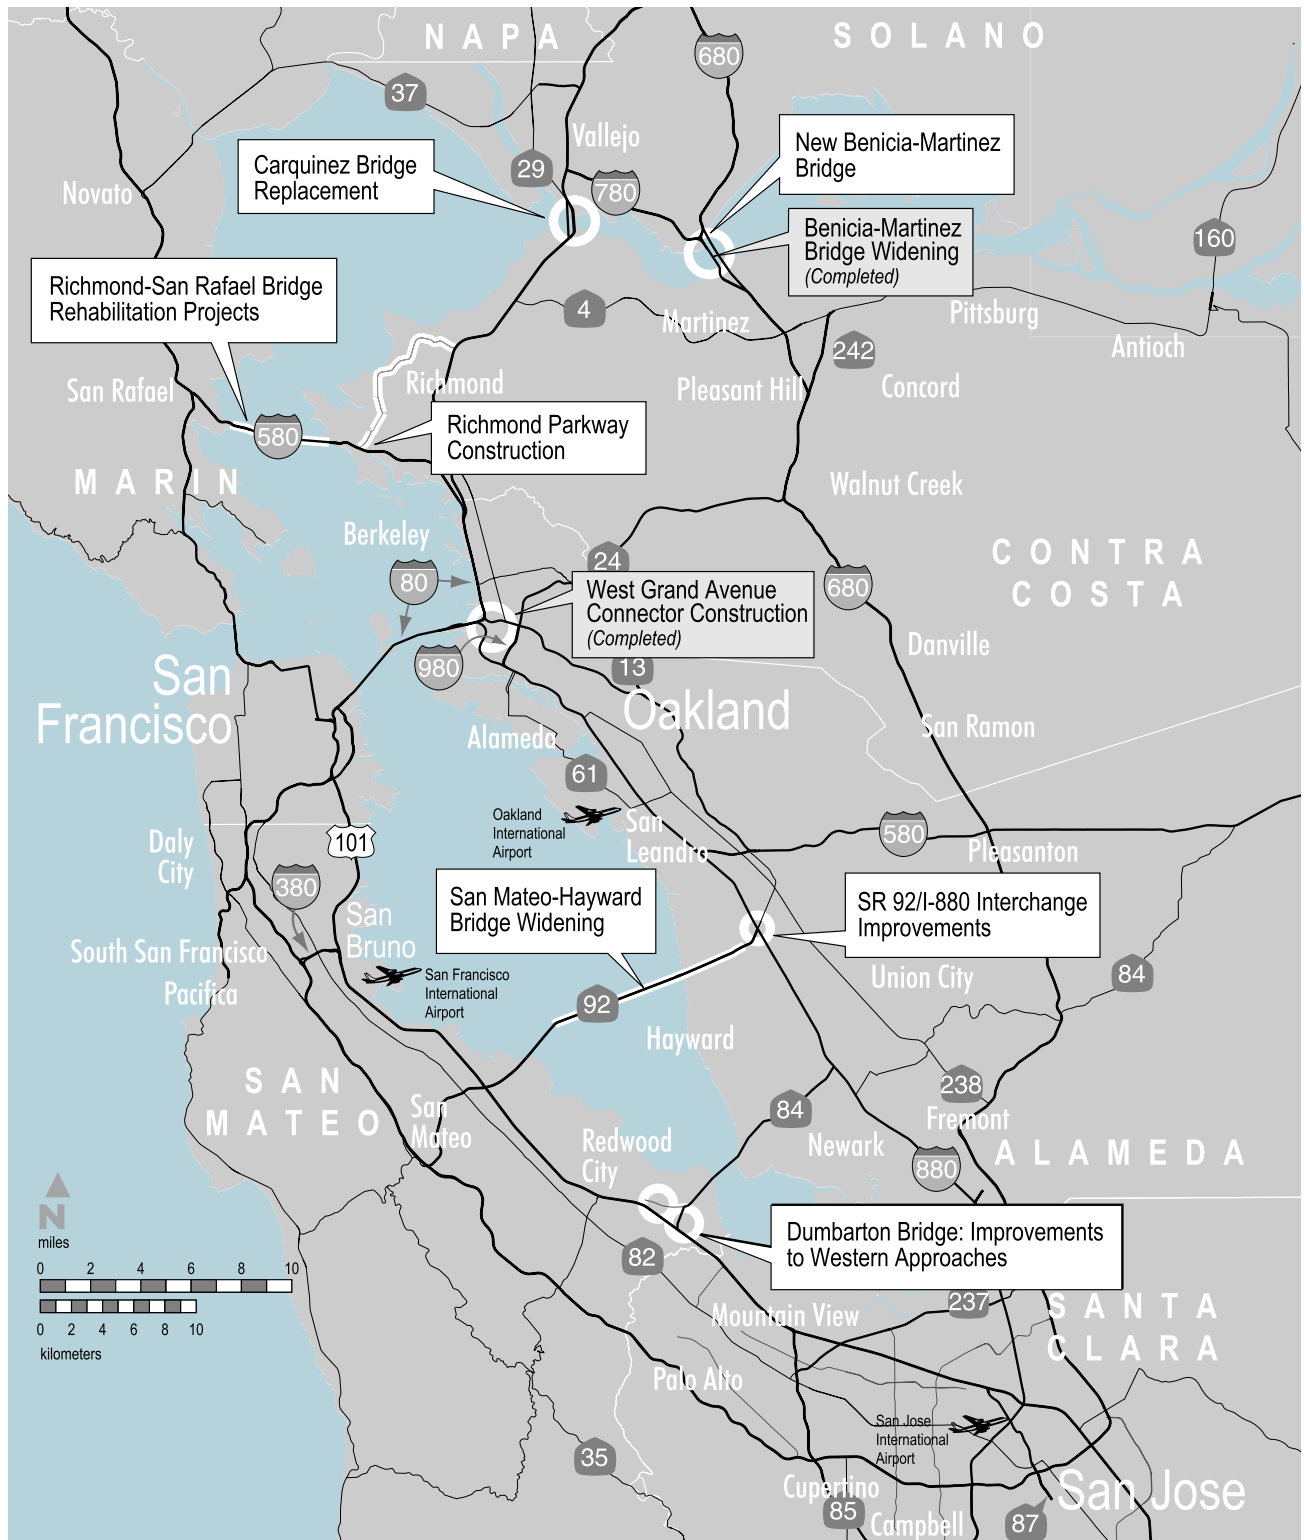 NAPA
SOLANO
680
37
Vallejo
New Benicia-Martinez
Bridge
Carquinez Bridge
Replacement
29
780
Novato
Benicia-Martinez
Bridge Widening
(Completed)
160
Richmond-San Rafael Bridge
Rehabilitation Projects
4
Martinez
Pittsburg
Antioch
242
San Rafael
Richmond
Pleasant Hill
Concord
580
Richmond Parkway
Construction
MARIN
Walnut Creek
Berkeley
CONTRA
COSTA
24
80
680
West Grand Avenue
Connector Construction
(Completed)
980
13
Danville
San
Francisco
Oakland
San Ramon
Alameda
61
Oakland
International
Airport
San
Leandro
580
Pleasanton
101
Daly
City
380
San Mateo-Hayward
Bridge Widening
SR 92/I-880 Interchange
Improvements
San
Bruno
South San Francisco
Pacifica
San Francisco
International
Airport
Union City
84
92
Hayward
SAN
MATEO
238
San
Mateo
84
Fremont
Redwood
City
Newark
880
ALAMEDA
N
miles
0 2 4 6 8 10
0 2 4 6 8 10
kilometers
Dumbarton Bridge: Improvements
to Western Approaches
82
237
SANTA
CLARA
Mountain View
Palo Alto
San Jose
International
Airport
35
Cupertino
85
Campbell
87
San Jose